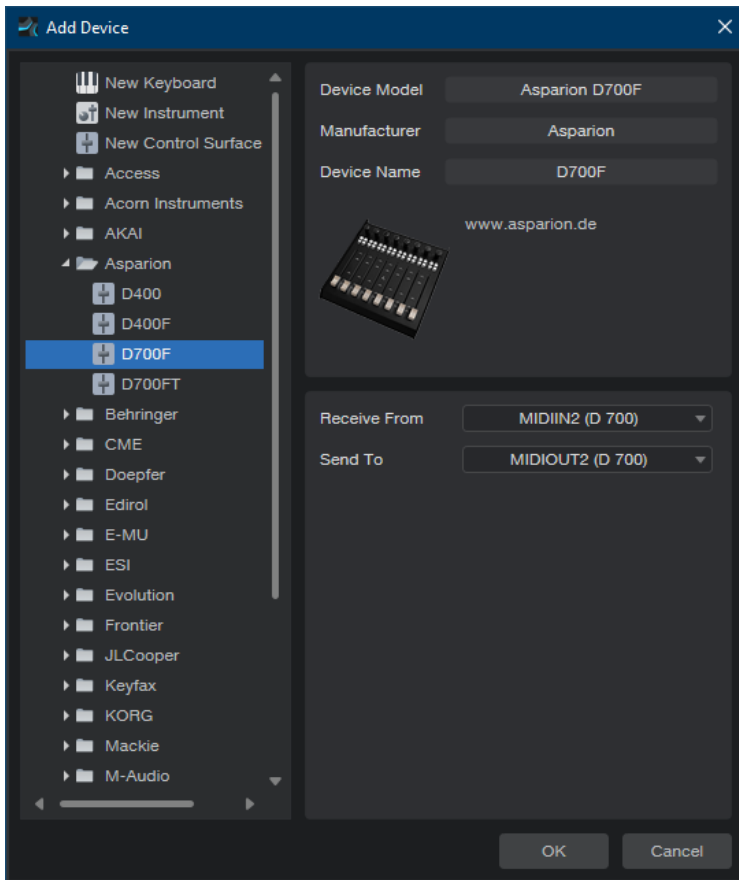 Add Device
New Keyboard
New Instrument
New Control Surface
Access
Acorn Instruments
AKAI
Asparion
D400
D400F
D700F
D700FT
Behringer
CME
Doepfer
Edirol
E-MU
ESI
Evolution
Frontier
JLCooper
Keyfax
KORG
Mackie
M-Audio
Device Model Asparion D700F
Manufacturer Asparion
Device Name D700F
www.asparion.de
Receive From MIDIIN2 (D 700)
Send To MIDIOUT2 (D 700)
OK Cancel